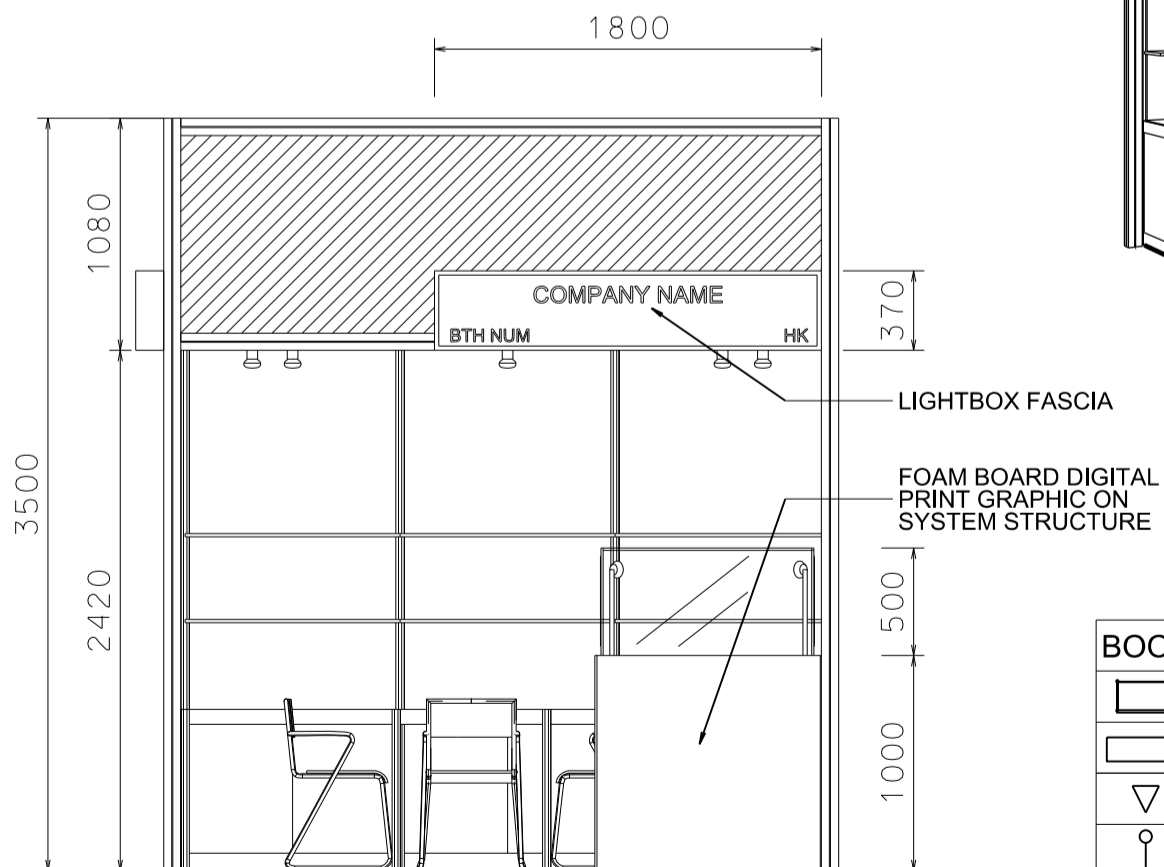 1800
1080
COMPANY NAME
BTH NUM
HK
370
LIGHTBOX FASCIA
3500
FOAM BOARD DIGITAL
PRINT GRAPHIC ON
SYSTEM STRUCTURE
2420
500
1000